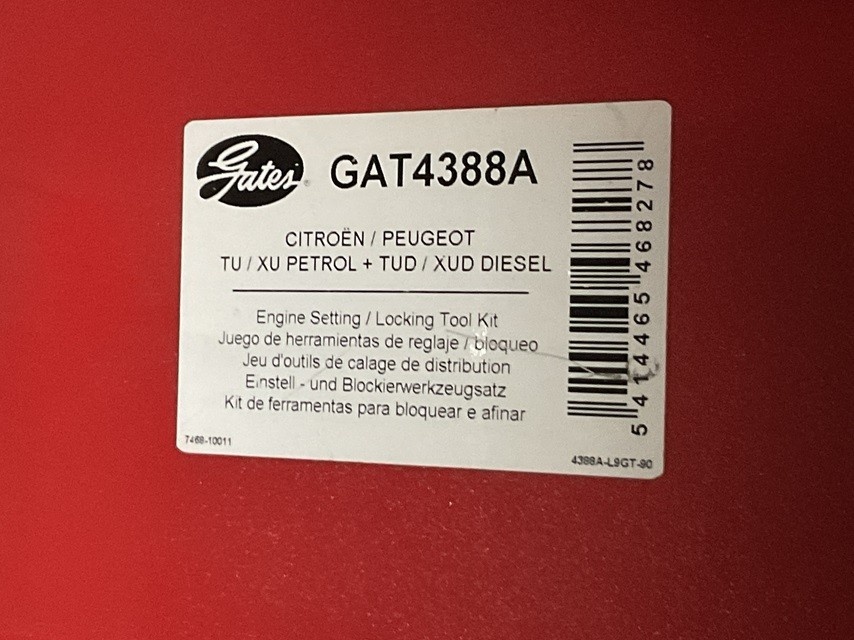 Gates
GAT4388A
CITROËN / PEUGEOT
TU / XU PETROL + TUD / XUD DIESEL
Engine Setting / Locking Tool Kit
Juego de herramientas de reglaje / bloqueo
Jeu d'outils de calage de distribution
Einstell - und Blockierwerkzeugsatz
Kit de ferramentas para bloquear e afinar
7468-10011
4388A-L9GT-90
5 414465 468278